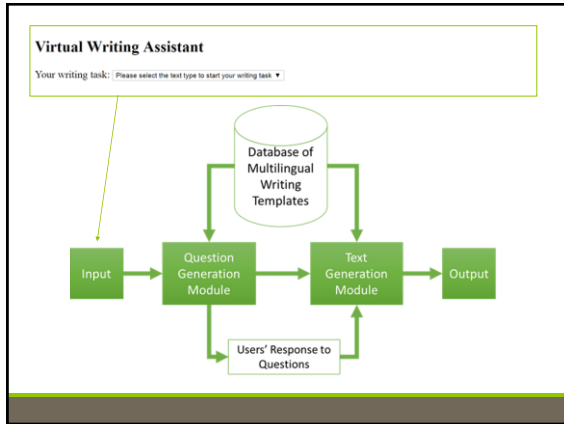 Virtual Writing Assistant
Your writing task: Please select the text type to start your writing task ▼
Database of
Multilingual
Writing
Templates
Input
Question
Generation
Module
Text
Generation
Module
Output
Users' Response to
Questions